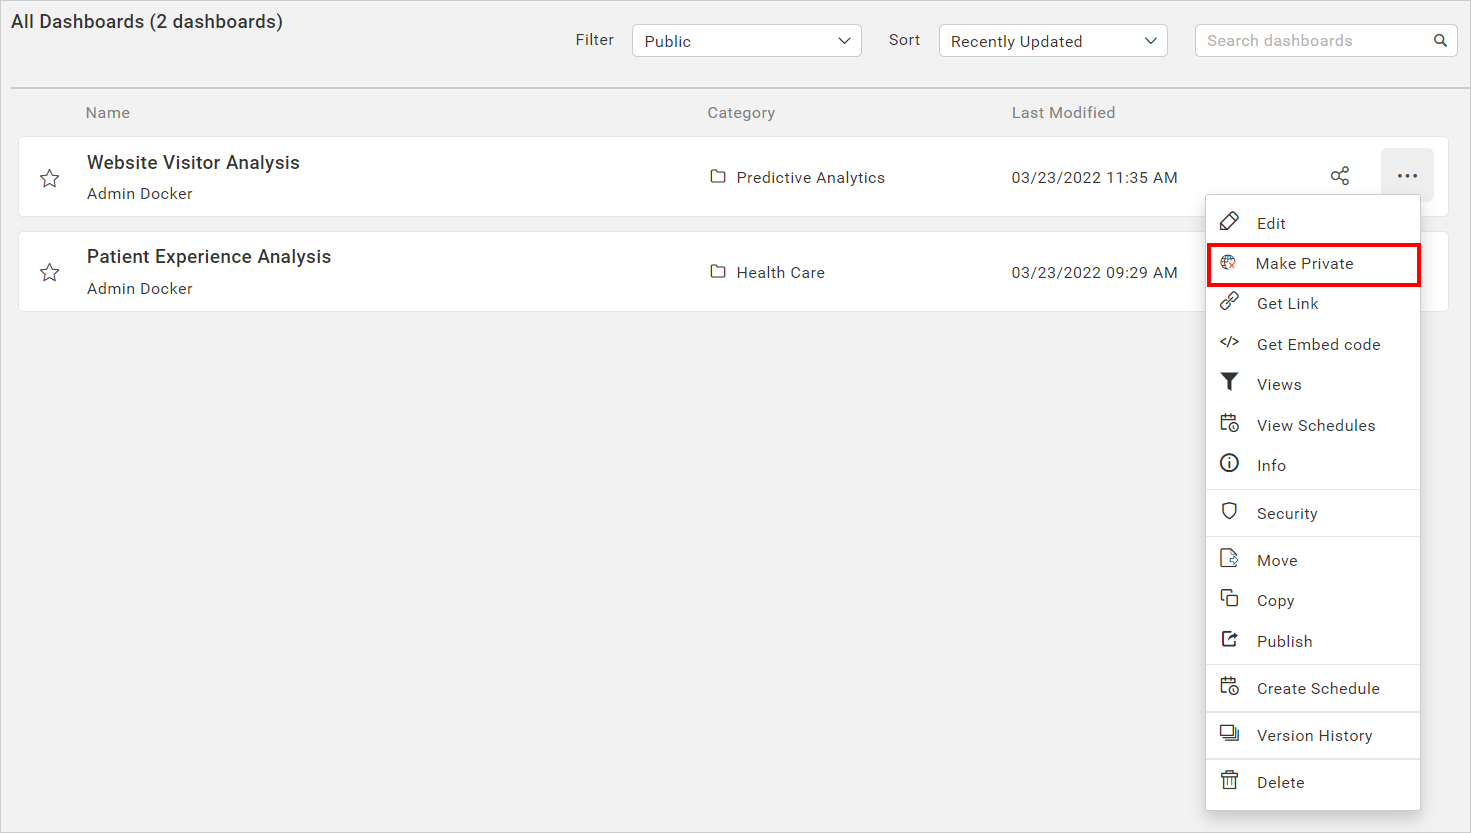 All Dashboards (2 dashboards)
Filter
Public
Sort
Recently Updated
Search dashboards
Name
Category
Last Modified
Website Visitor Analysis
Admin Docker
Predictive Analytics
03/23/2022 11:35 AM
Patient Experience Analysis
Admin Docker
Health Care
03/23/2022 09:29 AM
Edit
Make Private
Get Link
Get Embed code
Views
View Schedules
Info
Security
Move
Copy
Publish
Create Schedule
Version History
Delete